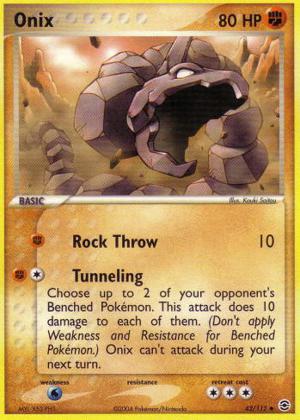 Onix 80 HP
BASIC
Illus. Kouki Saitou
Rock Throw 10
Tunneling
Choose up to 2 of your opponent's
Benched Pokémon. This attack does 10
damage to each of them. (Don't apply
Weakness and Resistance for Benched
Pokémon.) Onix can't attack during your
next turn.
weakness resistance retreat cost
©2004 Pokémon/Nintendo 42/112